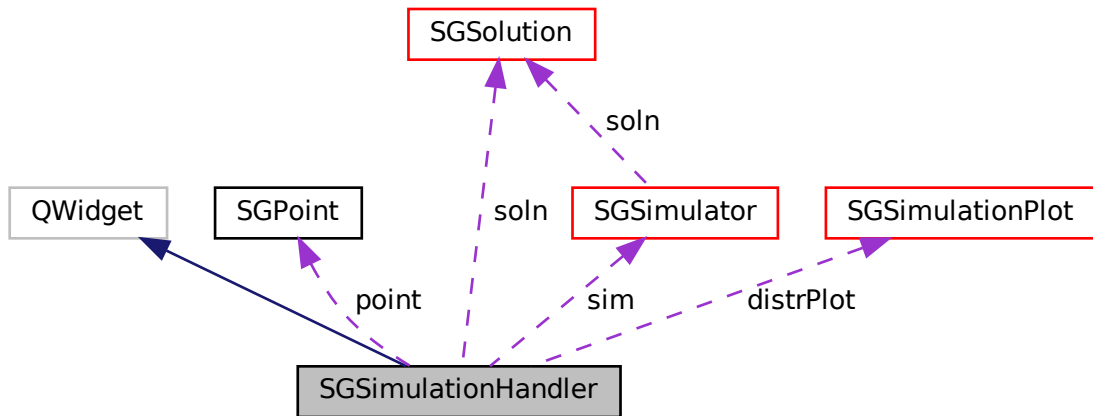 SGSolution
soln
QWidget
SGPoint
soln
SGSimulator
SGSimulationPlot
point
sim
distrPlot
SGSimulationHandler